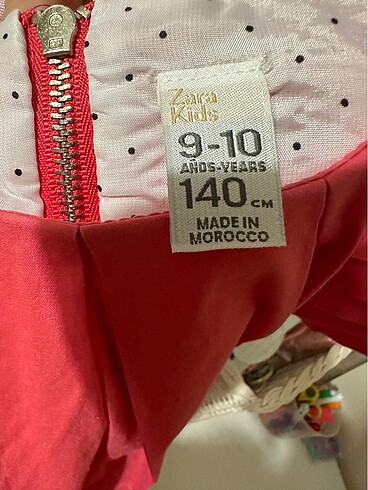 Zara
Kids
9-10
AÑOS-YEARS
140 CM
MADE IN
MOROCCO